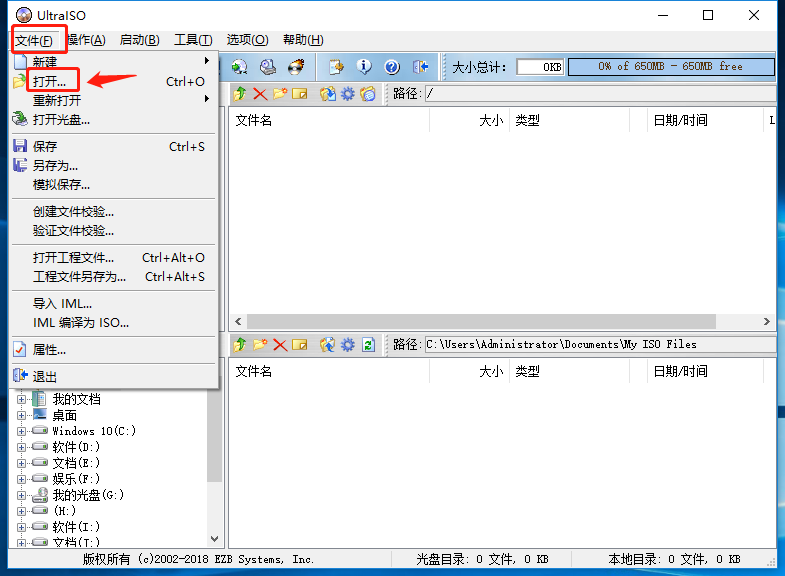 UltraISO
文件(F) 操作(A) 启动(B) 工具(T) 选项(O) 帮助(H)
新建
打开... Ctrl+O
重新打开
打开光盘...
保存 Ctrl+S
另存为...
模拟保存...
创建文件校验...
验证文件校验...
打开工程文件... Ctrl+Alt+O
工程文件另存为... Ctrl+Alt+S
导入 IML...
IML 编译为 ISO...
属性...
退出
大小总计： 0KB 0% of 650MB - 650MB free
路径: /
文件名 大小 类型 日期/时间 L
路径: C:\Users\Administrator\Documents\My ISO Files
文件名 大小 类型 日期/时间
我的文档
桌面
Windows 10(C:)
软件(D:)
文档(E:)
娱乐(F:)
我的光盘(G:)
(H:)
软件(I:)
文档(J:)
版权所有 (c)2002-2018 EZB Systems, Inc. 光盘目录: 0 文件, 0 KB 本地目录: 0 文件, 0 KB